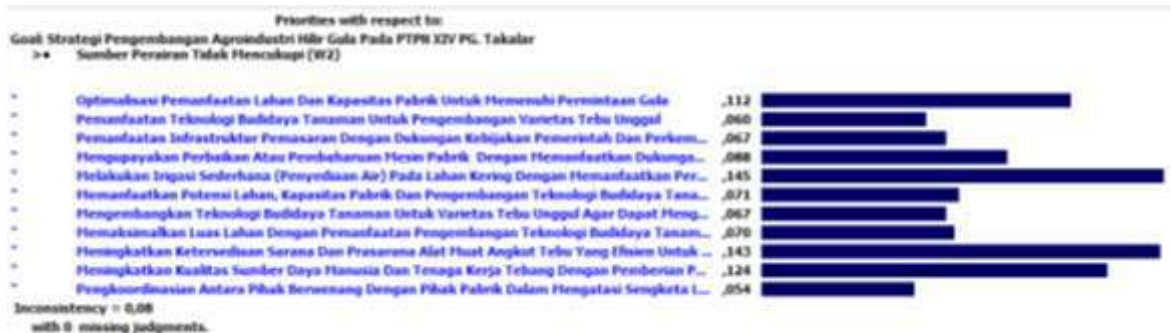 Priorities with respect to:
Goal: Strategi Pengembangan Agroindustri Hilir Gula Pada PTPN XIV PG. Takalar
>• Sumber Perairan Tidak Mencukupi (W2)
Optimalisasi Pemanfaatan Lahan Dan Kapasitas Pabrik Untuk Memenuhi Permintaan Gula ,112
Pemanfaatan Teknologi Budidaya Tanaman Untuk Pengembangan Varietas Tebu Unggul ,060
Pemanfaatan Infrastruktur Pemasaran Dengan Dukungan Kebijakan Pemerintah Dan Perkem... ,067
Mengupayakan Perbaikan Atau Pembaharuan Mesin Pabrik Dengan Memanfaatkan Dukunga... ,088
Melakukan Irigasi Sederhana (Penyediaan Air) Pada Lahan Kering Dengan Memanfaatkan Per... ,145
Memanfaatkan Potensi Lahan, Kapasitas Pabrik Dan Pengembangan Teknologi Budidaya Tana... ,071
Mengembangkan Teknologi Budidaya Tanaman Untuk Varietas Tebu Unggul Agar Dapat Meng... ,067
Memaksimalkan Luas Lahan Dengan Pemanfaatan Pengembangan Teknologi Budidaya Tanam... ,070
Meningkatkan Ketersediaan Sarana Dan Prasarana Alat Muat Angkut Tebu Yang Efisien Untuk ... ,143
Meningkatkan Kualitas Sumber Daya Manusia Dan Tenaga Kerja Tebang Dengan Pemberian P... ,124
Pengkoordinasian Antara Pihak Berwenang Dengan Pihak Pabrik Dalam Mengatasi Sengketa L... ,054
Inconsistency = 0,08
with 0 missing judgments.